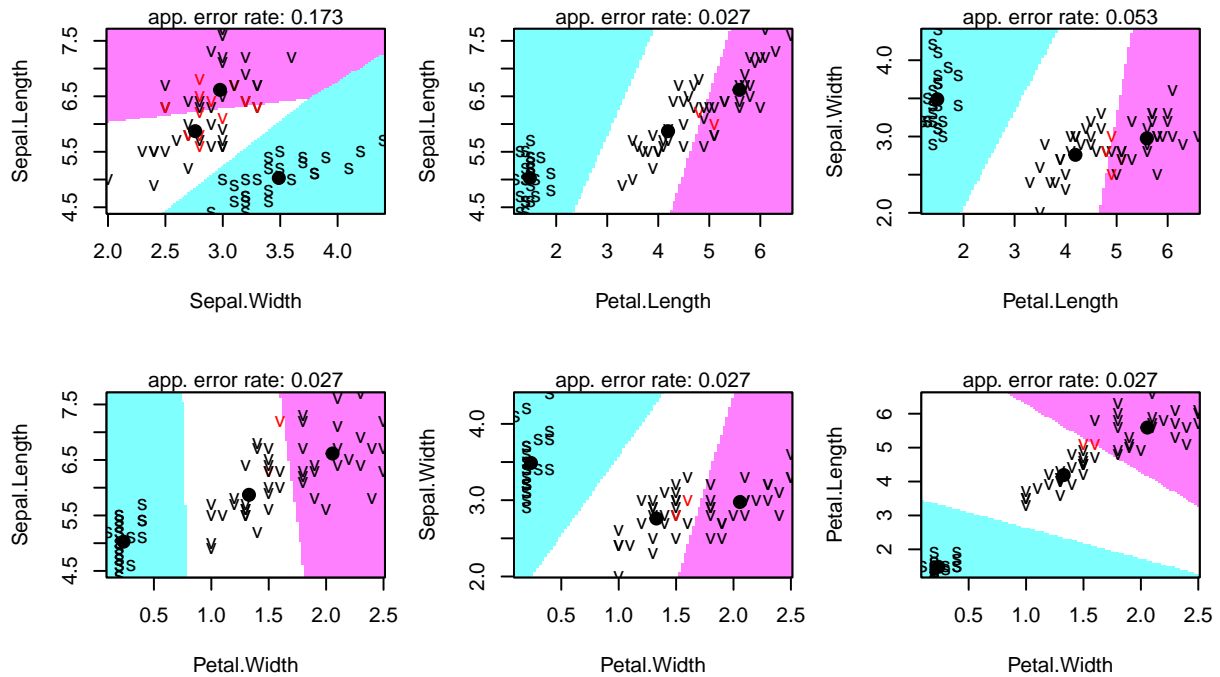 app. error rate: 0.173
Sepal.Length
4.5 5.5 6.5 7.5
2.0 2.5 3.0 3.5 4.0
Sepal.Width
app. error rate: 0.027
Sepal.Length
4.5 5.5 6.5 7.5
2 3 4 5 6
Petal.Length
app. error rate: 0.053
Sepal.Width
2.0 3.0 4.0
2 3 4 5 6
Petal.Length
app. error rate: 0.027
Sepal.Length
4.5 5.5 6.5 7.5
0.5 1.0 1.5 2.0 2.5
Petal.Width
app. error rate: 0.027
Sepal.Width
2.0 3.0 4.0
0.5 1.0 1.5 2.0 2.5
Petal.Width
app. error rate: 0.027
Petal.Length
2 3 4 5 6
0.5 1.0 1.5 2.0 2.5
Petal.Width